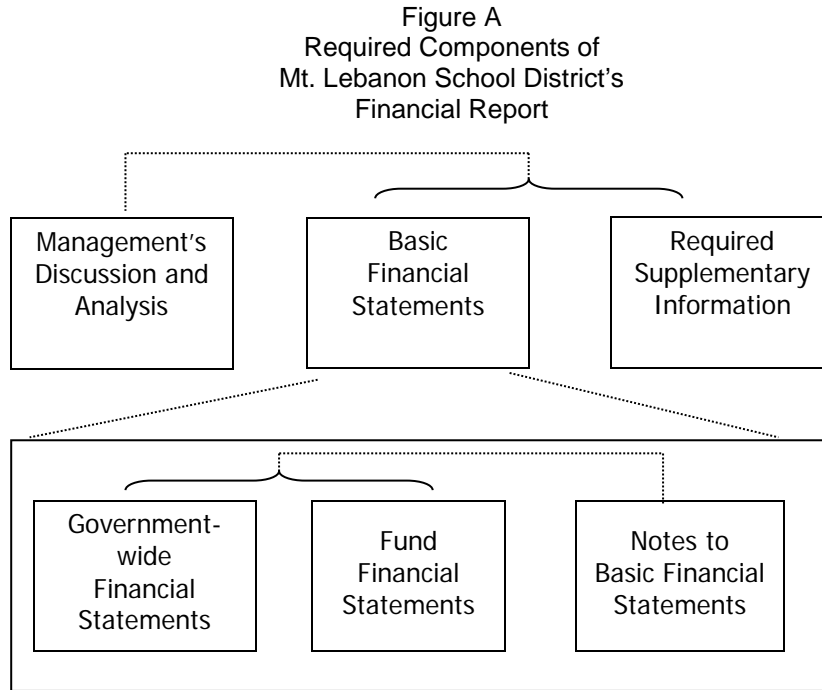 Figure A
Required Components of
Mt. Lebanon School District's
Financial Report
Management's
Discussion and
Analysis
Basic
Financial
Statements
Required
Supplementary
Information
Government-
wide
Financial
Statements
Fund
Financial
Statements
Notes to
Basic Financial
Statements